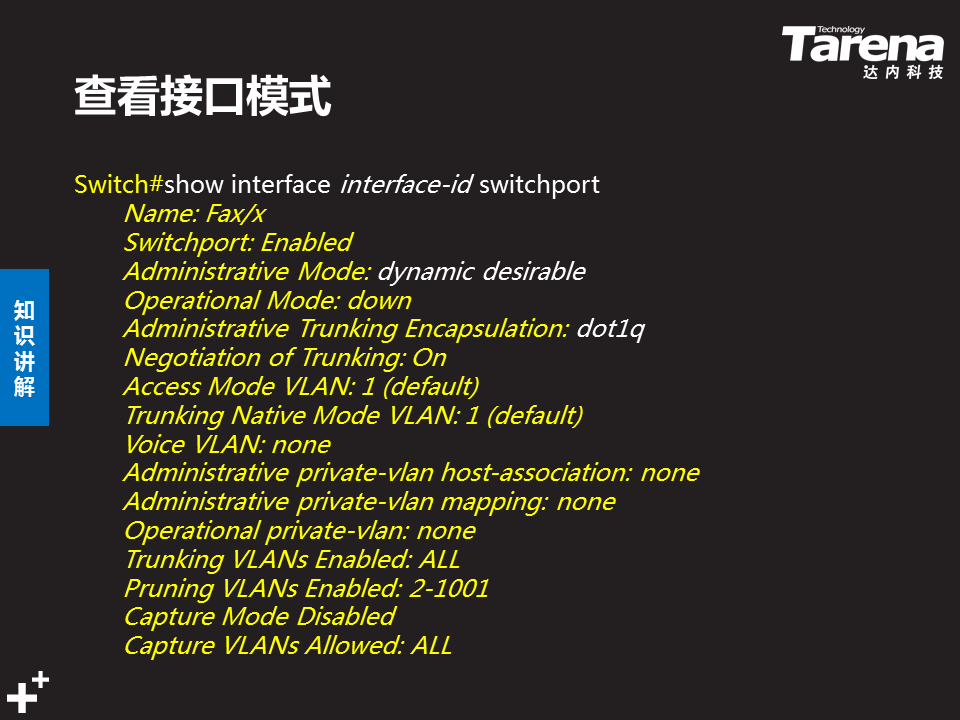 Technology
Tarena
达内科技
查看接口模式
Switch#show interface interface-id switchport
Name: Fax/x
Switchport: Enabled
Administrative Mode: dynamic desirable
Operational Mode: down
Administrative Trunking Encapsulation: dot1q
Negotiation of Trunking: On
Access Mode VLAN: 1 (default)
Trunking Native Mode VLAN: 1 (default)
Voice VLAN: none
Administrative private-vlan host-association: none
Administrative private-vlan mapping: none
Operational private-vlan: none
Trunking VLANs Enabled: ALL
Pruning VLANs Enabled: 2-1001
Capture Mode Disabled
Capture VLANs Allowed: ALL
知
识
讲
解